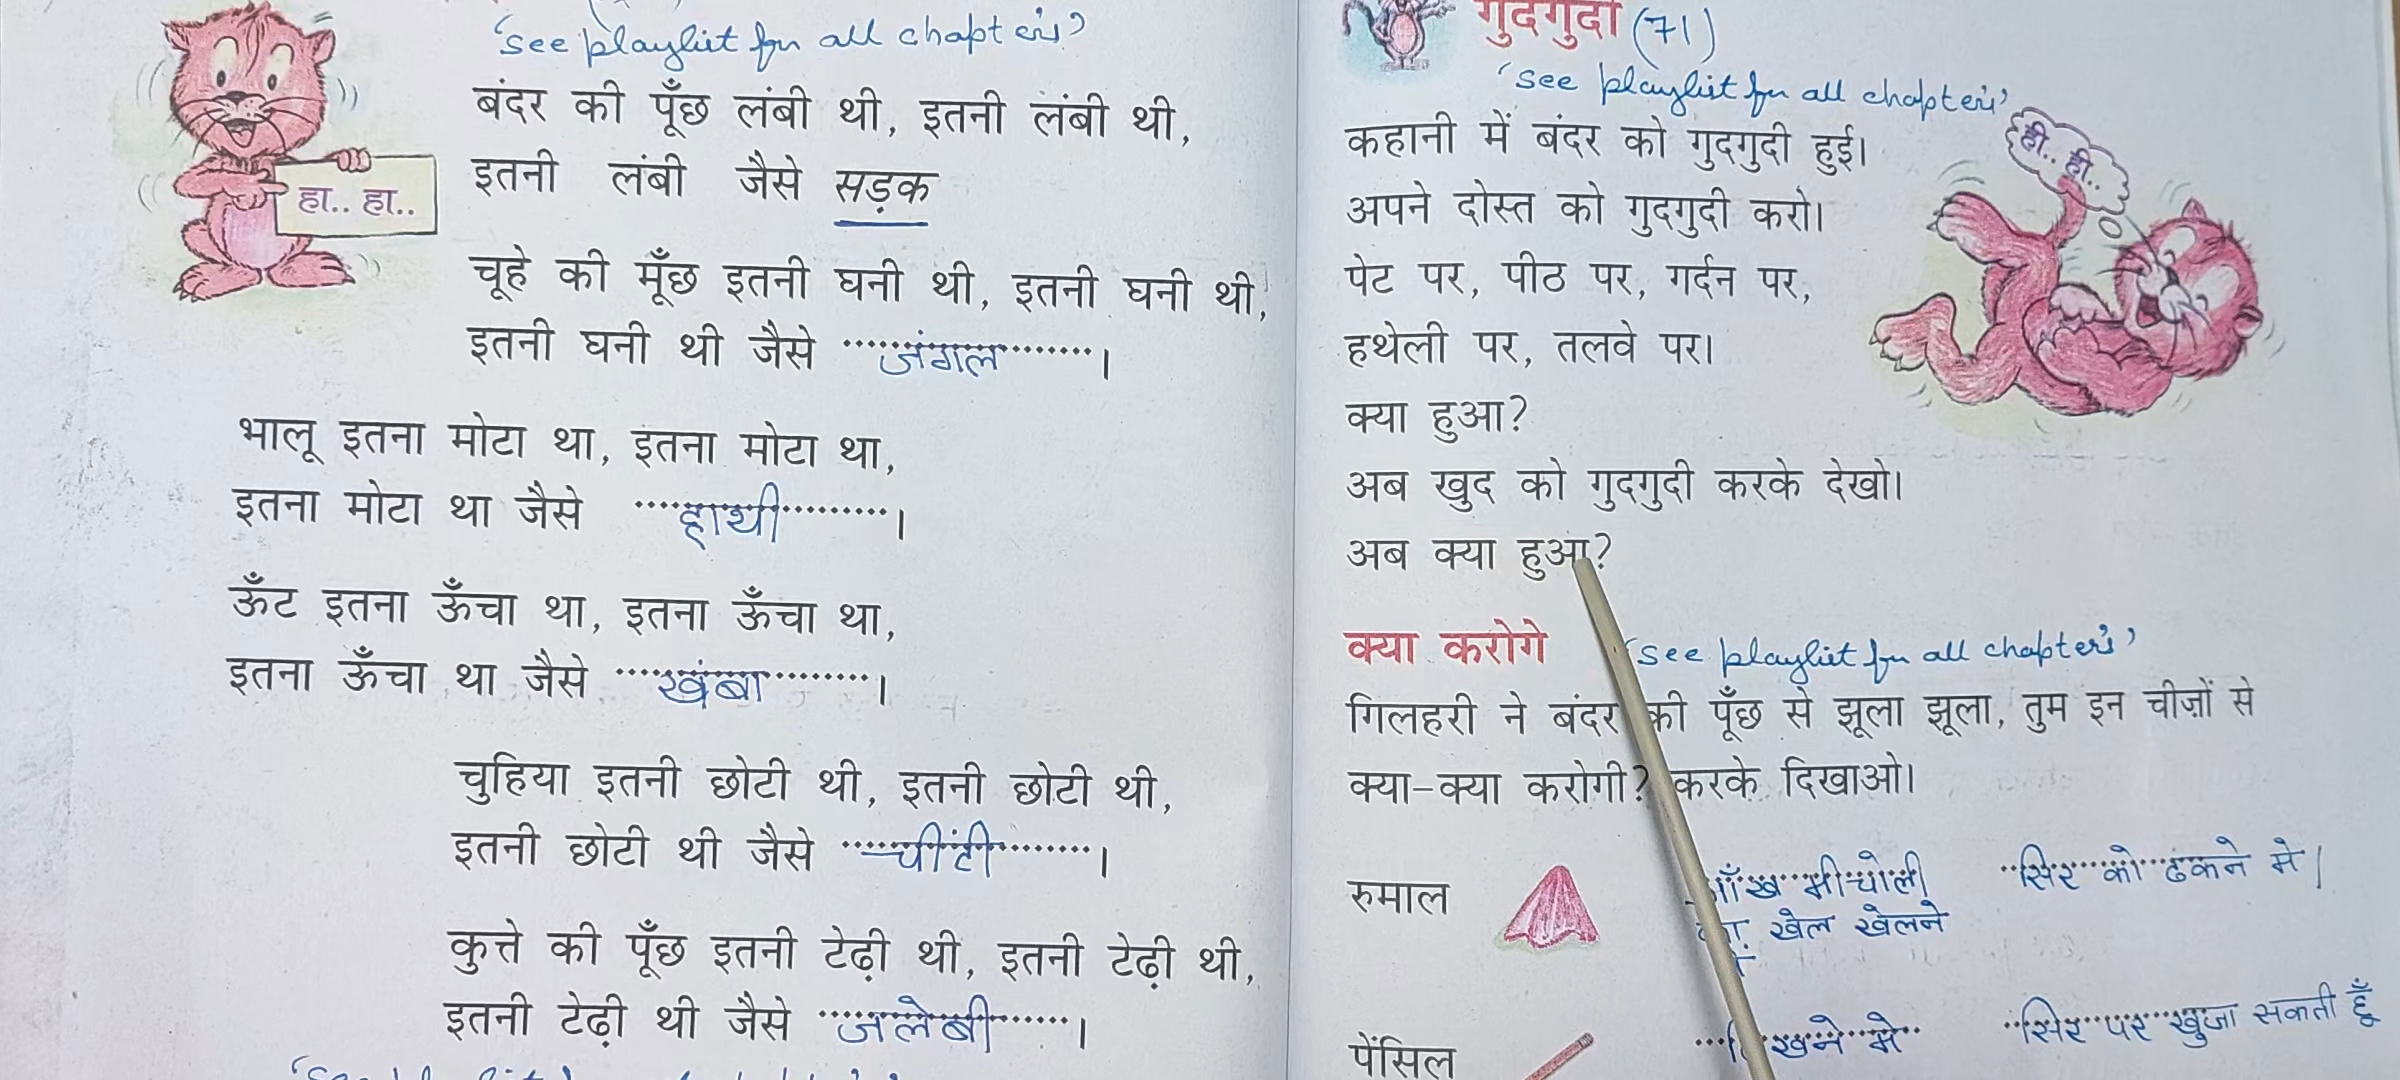 'see playlist for all chapters'
हा.. हा..
बंदर की पूँछ लंबी थी, इतनी लंबी थी,
इतनी लंबी जैसे सड़क
चूहे की मूँछ इतनी घनी थी, इतनी घनी थी,
इतनी घनी थी जैसे जंगल।
भालू इतना मोटा था, इतना मोटा था,
इतना मोटा था जैसे हाथी।
ऊँट इतना ऊँचा था, इतना ऊँचा था,
इतना ऊँचा था जैसे खंबा।
चुहिया इतनी छोटी थी, इतनी छोटी थी,
इतनी छोटी थी जैसे चींटी।
कुत्ते की पूँछ इतनी टेढ़ी थी, इतनी टेढ़ी थी,
इतनी टेढ़ी थी जैसे जलेबी।
गुदगुदी (71)
'see playlist for all chapters'
ही.. ही..
कहानी में बंदर को गुदगुदी हुई।
अपने दोस्त को गुदगुदी करो।
पेट पर, पीठ पर, गर्दन पर,
हथेली पर, तलवे पर।
क्या हुआ?
अब खुद को गुदगुदी करके देखो।
अब क्या हुआ?
क्या करोगे 'see playlist for all chapters'
गिलहरी ने बंदर की पूँछ से झूला झूला, तुम इन चीज़ों से
क्या-क्या करोगी? करके दिखाओ।
रुमाल आँख मीचोली सिर को ढकने मे।
खेल खेलने
पेंसिल लिखने मे सिर पर खुजा सकती हूँ